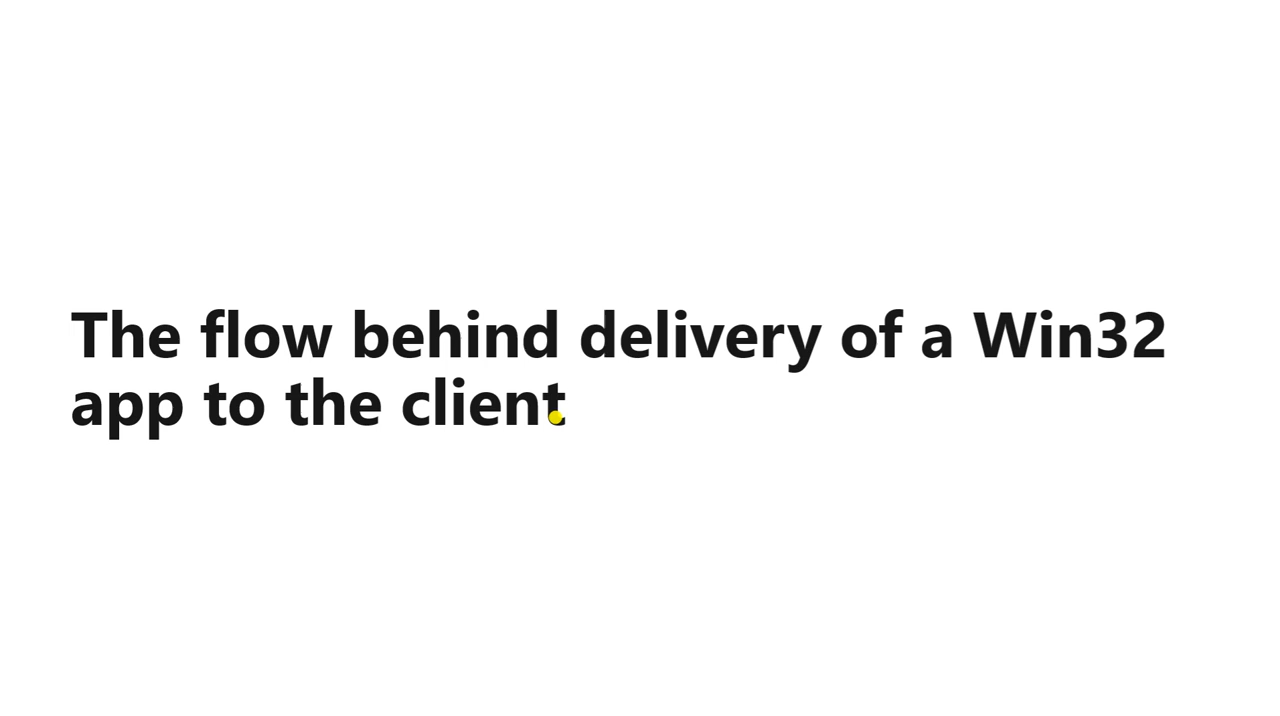 The flow behind delivery of a Win32
app to the client